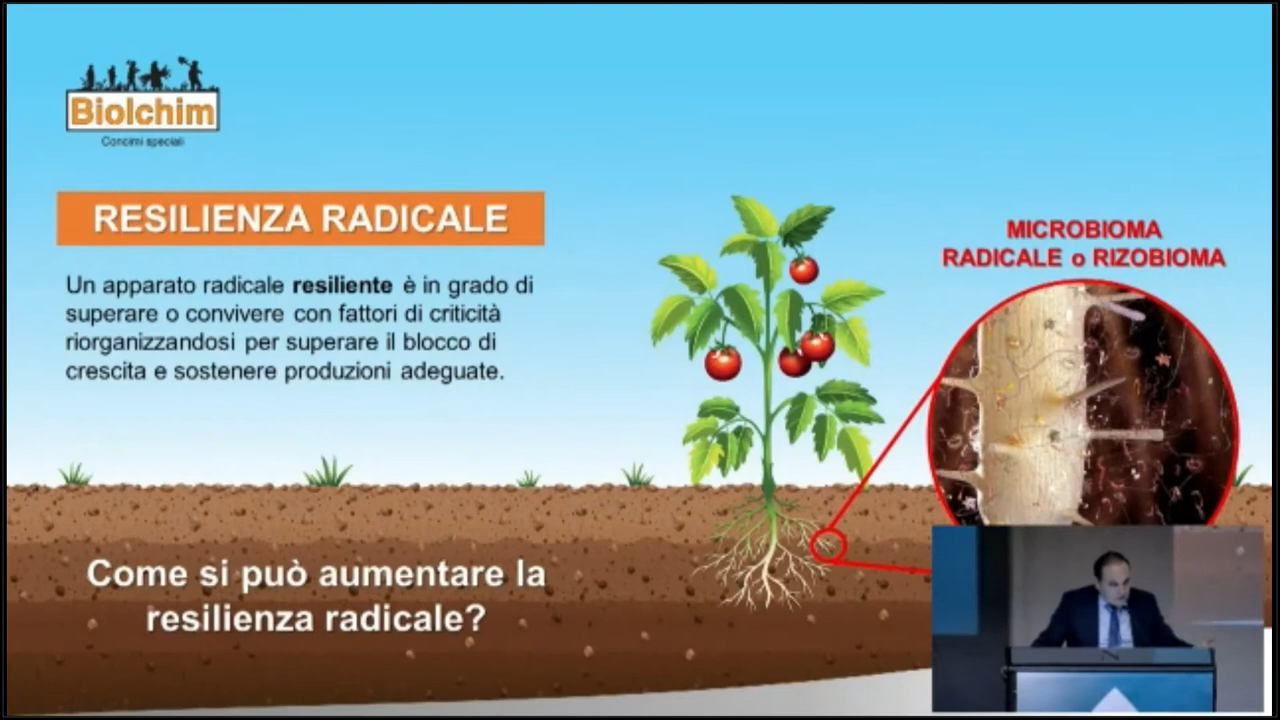 Biolchim
Concimi speciali
RESILIENZA RADICALE
Un apparato radicale resiliente è in grado di
superare o convivere con fattori di criticità
riorganizzandosi per superare il blocco di
crescita e sostenere produzioni adeguate.
MICROBIOMA
RADICALE o RIZOBIOMA
Come si può aumentare la
resilienza radicale?